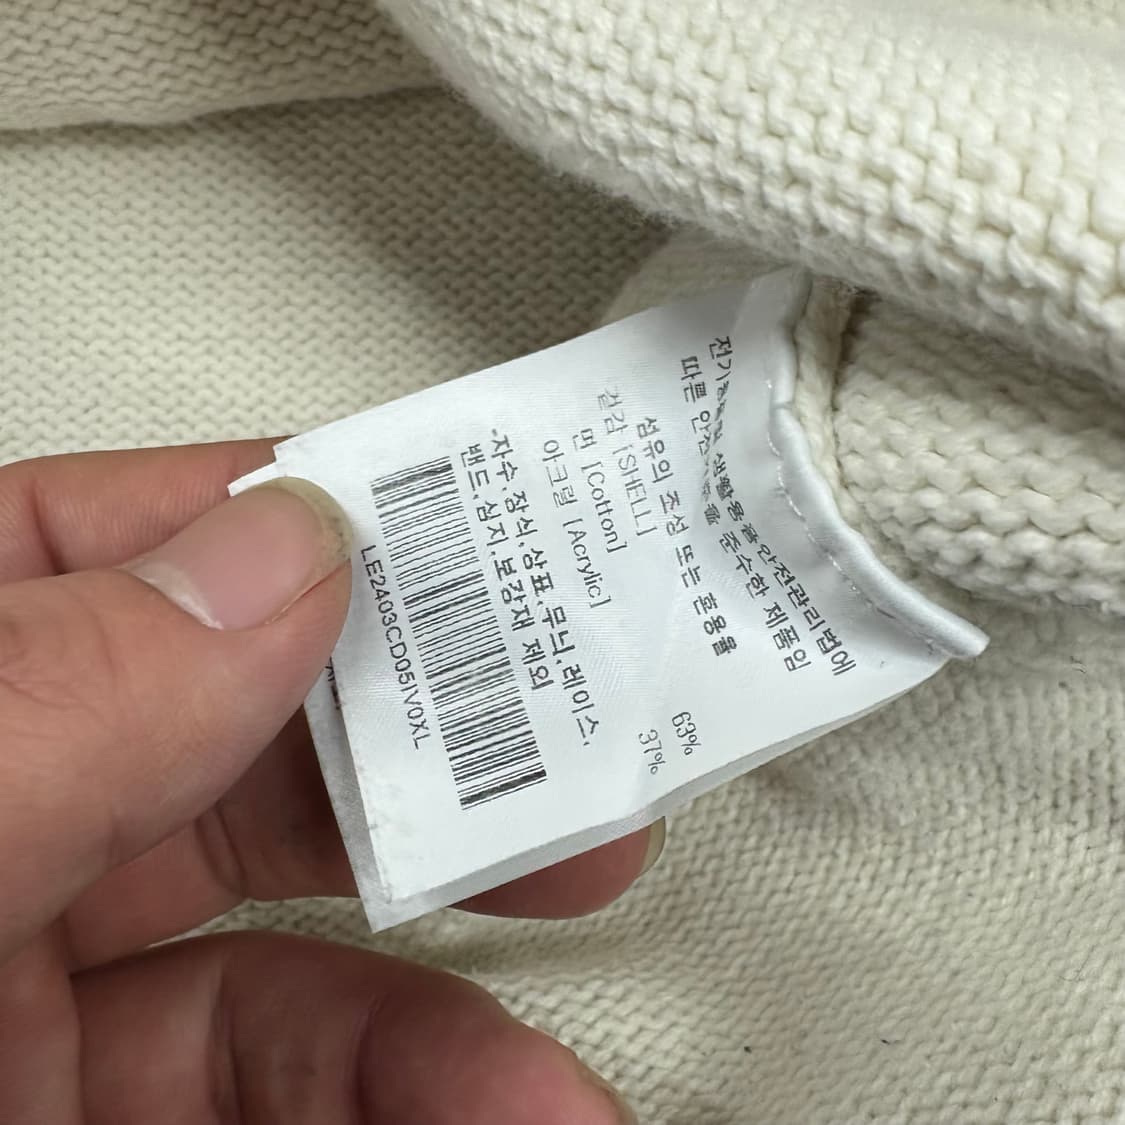 전기용품 및 생활용품 안전관리법에
따른 안전기준을 준수한 제품임
섬유의 조성 또는 혼용율
겉감 [SHELL]
면 [Cotton] 63%
아크릴 [Acrylic] 37%
-자수,장식,상표,무늬,레이스,
밴드,심지,보강재 제외
LE2403CD05IV0XL